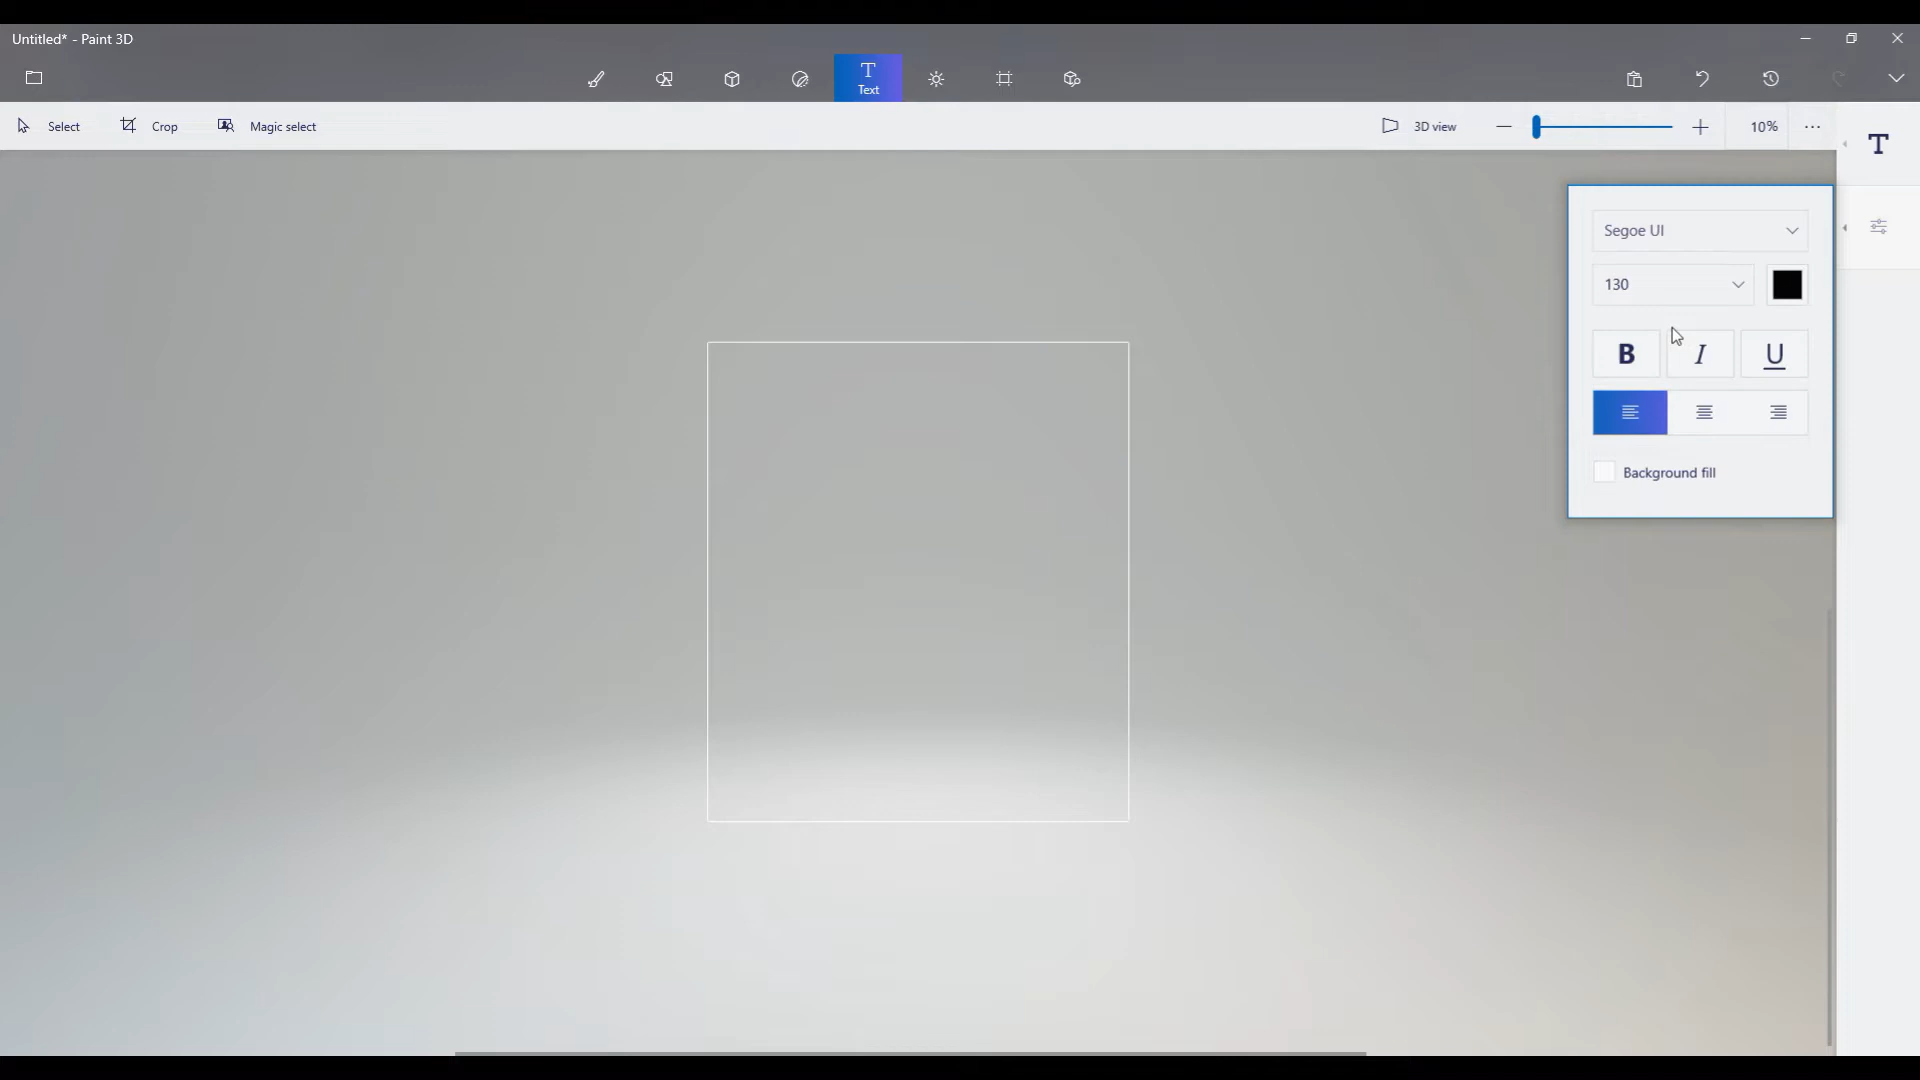 Untitled* - Paint 3D
Text
Select
Crop
Magic select
3D view
10%
T
Segoe UI
130
B I U
Background fill